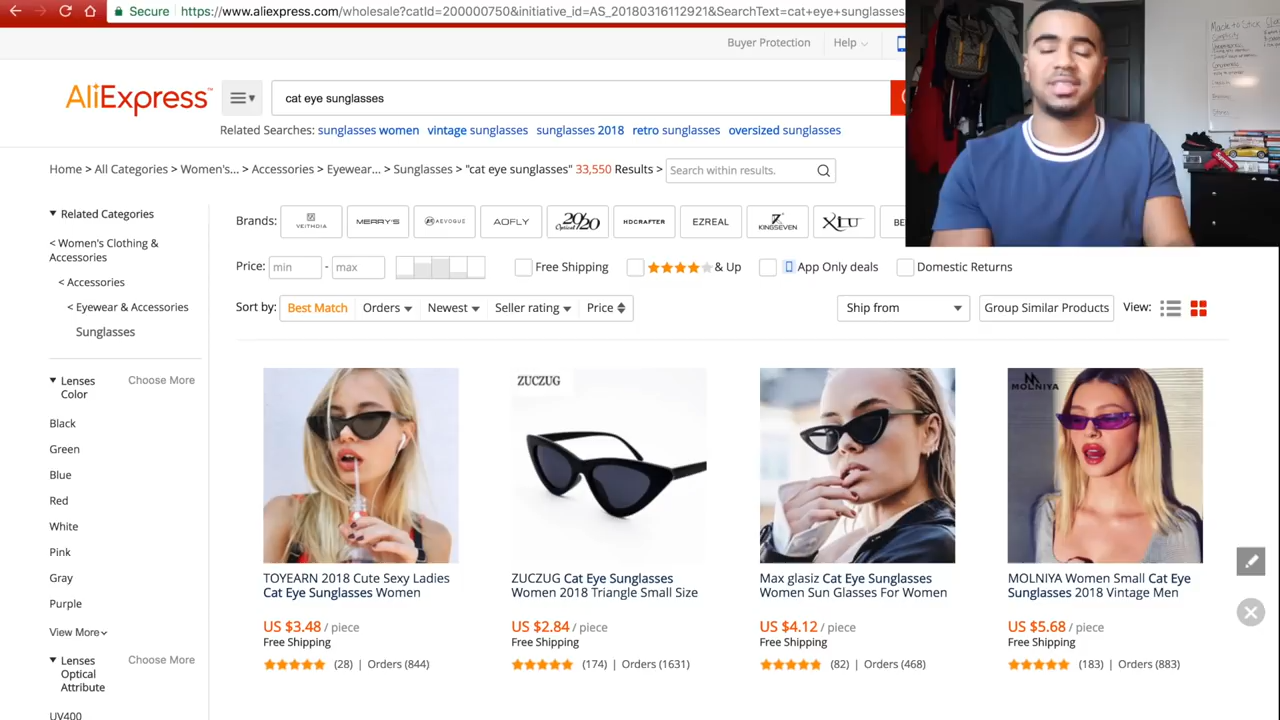 Secure
https://www.aliexpress.com/wholesale?catId=200000750&initiative_id=AS_20180316112921&searchText=cat+eye+sunglasses
Buyer Protection
Help
AliExpress™
cat eye sunglasses
Related Searches: sunglasses women vintage sunglasses sunglasses 2018 retro sunglasses oversized sunglasses
Home > All Categories > Women's... > Accessories > Eyewear... > Sunglasses > "cat eye sunglasses" 33,550 Results >
Search within results.
Related Categories
< Women's Clothing &
Accessories
< Accessories
< Eyewear & Accessories
Sunglasses
Brands:
VEITHDIA
MERRY'S
AEVOGUE
AOFLY
20/20
Optical
HDCRAFTER
EZREAL
KINGSEVEN
XIU
BE
Price: min - max
Free Shipping
& Up
App Only deals
Domestic Returns
Sort by: Best Match Orders Newest Seller rating Price
Ship from
Group Similar Products
View:
Lenses
Color
Choose More
Black
Green
Blue
Red
White
Pink
Gray
Purple
View More
Lenses
Optical
Attribute
Choose More
UV400
TOYEARN 2018 Cute Sexy Ladies
Cat Eye Sunglasses Women
US $3.48 / piece
Free Shipping
(28) | Orders (844)
ZUCZUG
ZUCZUG Cat Eye Sunglasses
Women 2018 Triangle Small Size
US $2.84 / piece
Free Shipping
(174) | Orders (1631)
Max glasiz Cat Eye Sunglasses
Women Sun Glasses For Women
US $4.12 / piece
Free Shipping
(82) | Orders (468)
MOLNIYA
MOLNIYA Women Small Cat Eye
Sunglasses 2018 Vintage Men
US $5.68 / piece
Free Shipping
(183) | Orders (883)
Supreme